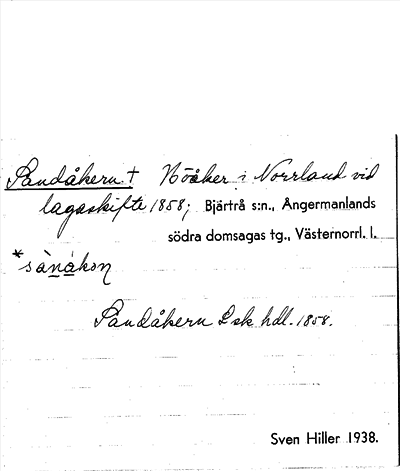 Sandåkern. † Nöåker i Norrland vid
lagaskifte 1858; Bjärtrå s:n., Ångermanlands
södra domsagas tg., Västernorrl. l.
*sànákɒn
Sandåkern Lsk hdl. 1858.
Sven Hiller 1938.